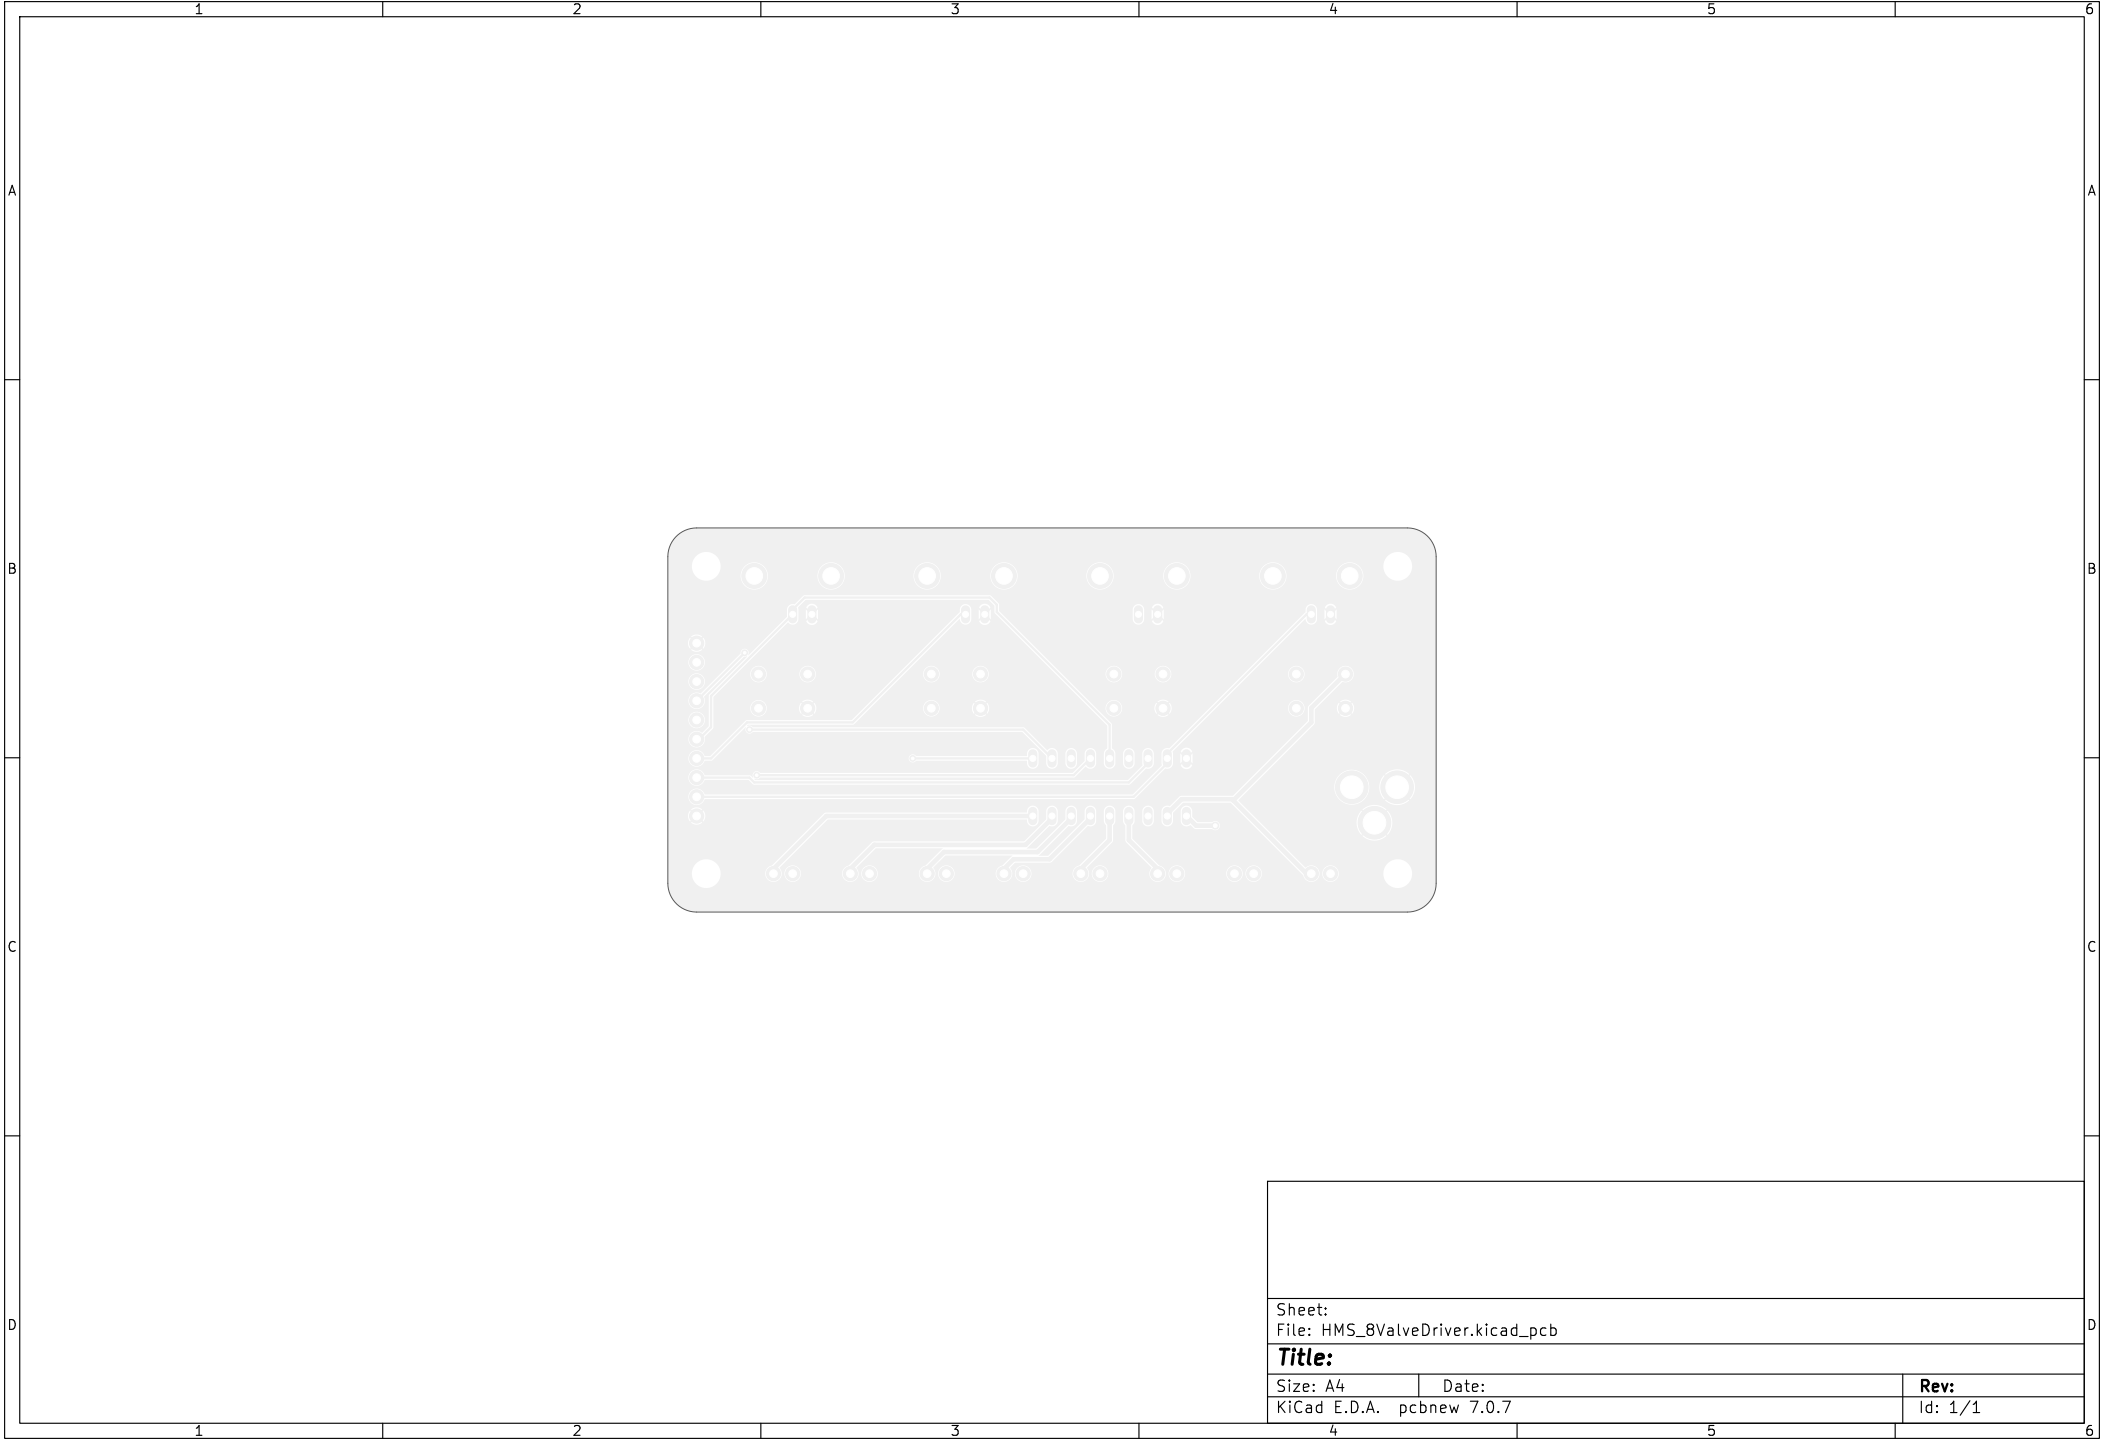 1 2 3 4 5 6
A A
B B
C C
Sheet:
File: HMS_8ValveDriver.kicad_pcb
D D
Title:
Size: A4 Date: Rev:
KiCad E.D.A. pcbnew 7.0.7 Id: 1/1
1 2 3 4 5 6